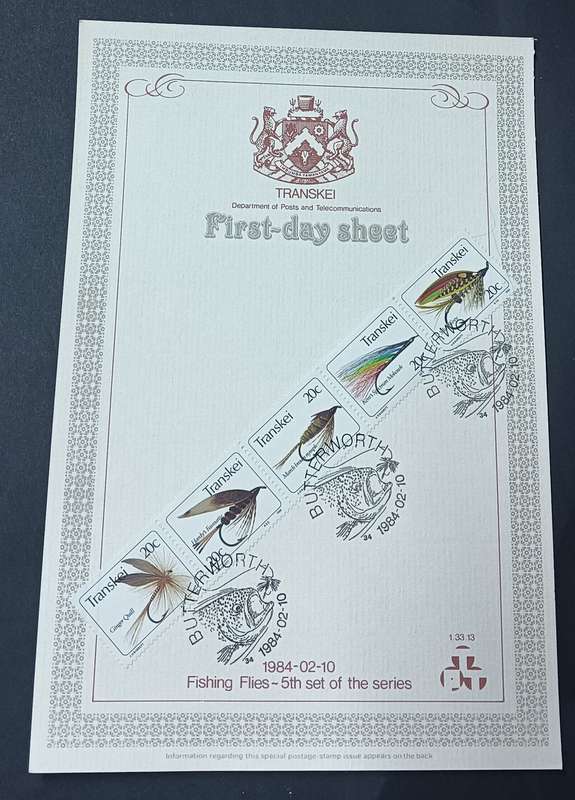 TRANSKEI
Department of Posts and Telecommunications
First-day sheet
Transkei
20c
Transkei
20c
BUTTERWORTH
1984-02-10
34
Transkei
20c
BUTTERWORTH
1984-02-10
34
Transkei
20c
Transkei
20c
Ginger Quill
BUTTERWORTH
1984-02-10
34
1.33.13
1984-02-10
Fishing Flies ~ 5th set of the series
Information regarding this special postage-stamp issue appears on the back